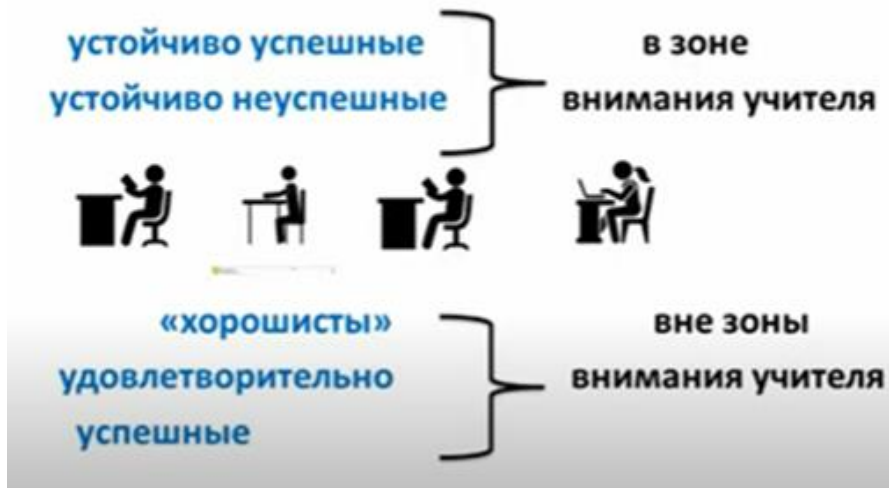 устойчиво успешные
устойчиво неуспешные
в зоне
внимания учителя
«хорошисты»
удовлетворительно
успешные
вне зоны
внимания учителя